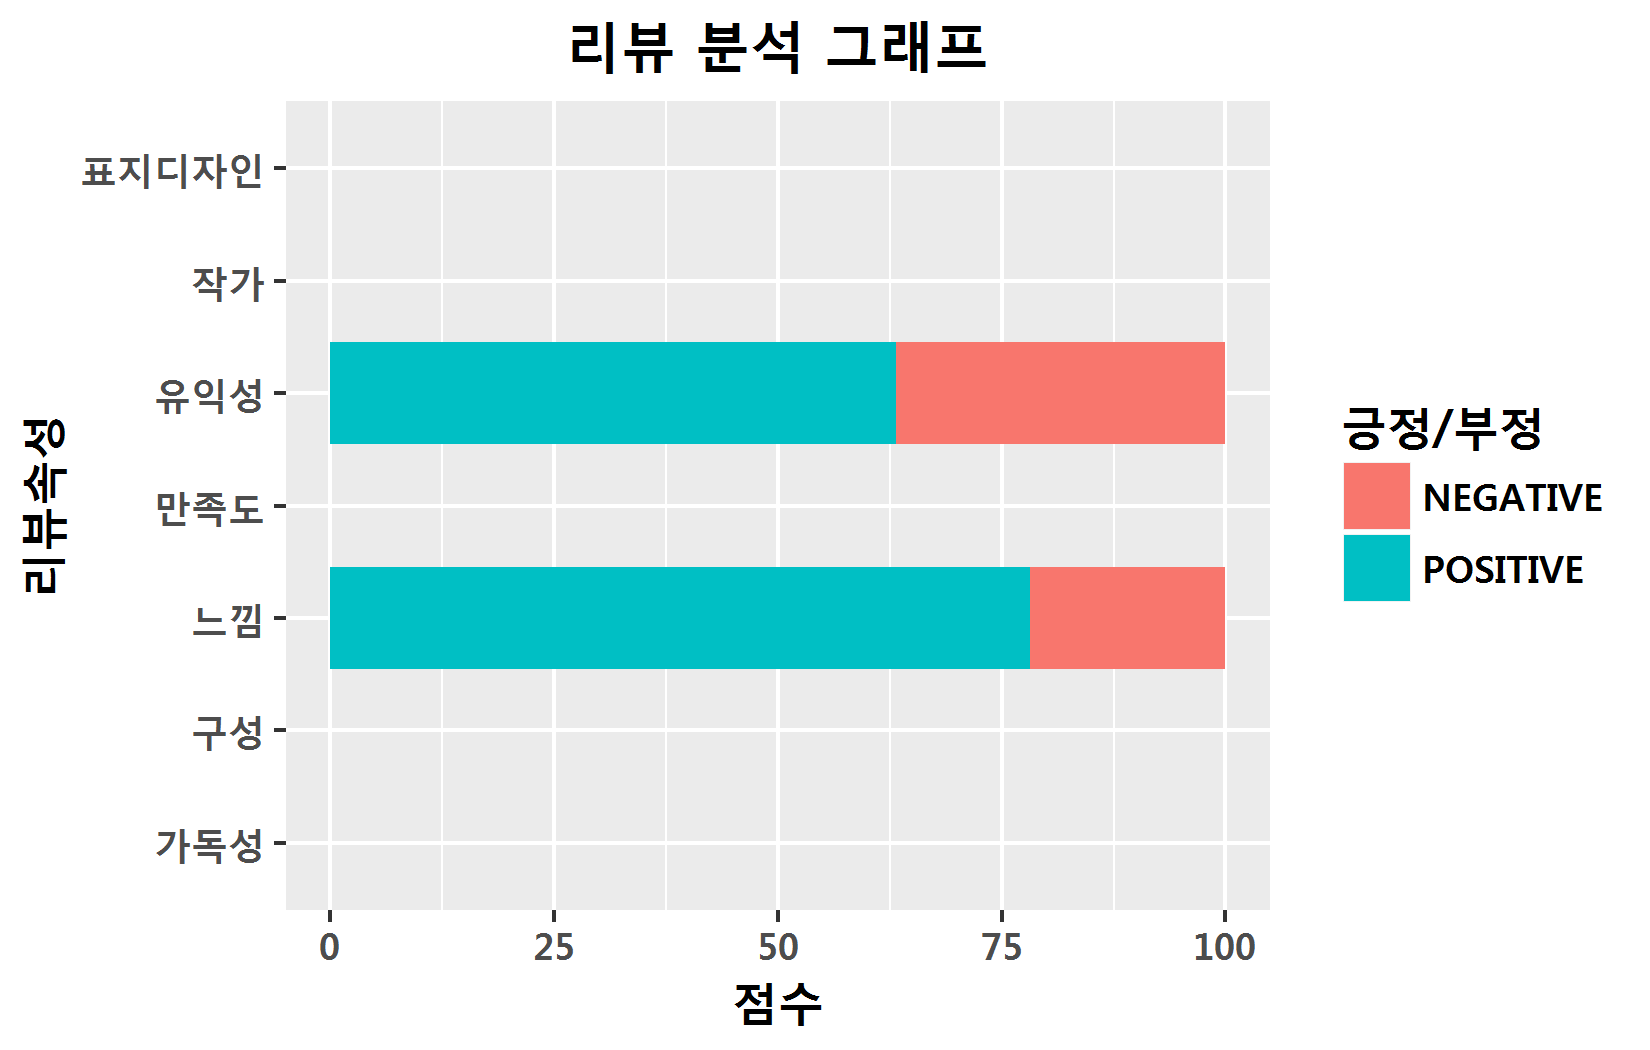 리뷰 분석 그래프
표지디자인
작가
유익성
만족도
느낌
구성
가독성
리뷰속성
0 25 50 75 100
점수
긍정/부정
NEGATIVE
POSITIVE